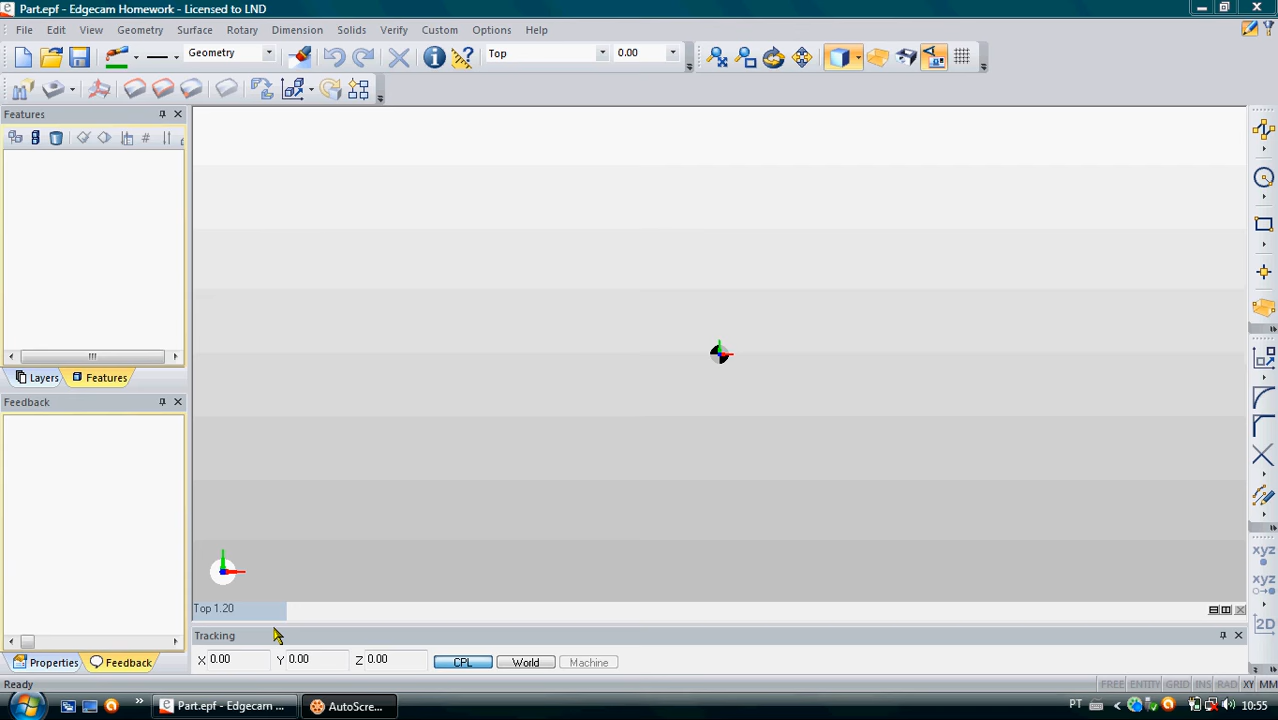 Part.epf - Edgecam Homework - Licensed to LND
File Edit View Geometry Surface Rotary Dimension Solids Verify Custom Options Help
Geometry Top 0.00
Features
Layers Features
Feedback
Top 1.20
Tracking
X 0.00 Y 0.00 Z 0.00 CPL World Machine
Properties Feedback
xyz
xyz
2D
Ready FREE ENTITY GRID INS RAD XY MM
Part.epf - Edgecam ... AutoScre... PT 10:55